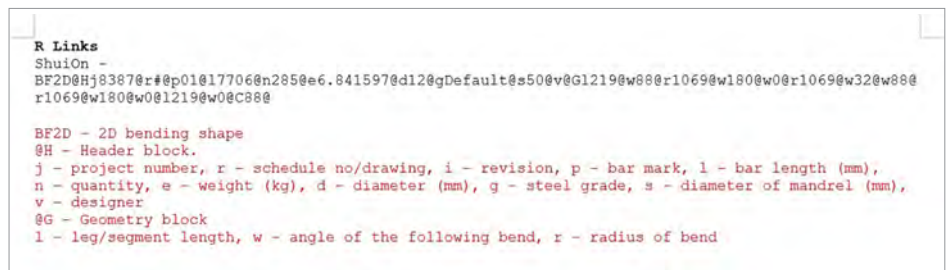 R Links
ShuiOn -
BF2D@Hj8387@r#@p01@l7706@n285@e6.841597@d12@gDefault@s50@v@Gl219@w88@r1069@w180@w0@r1069@w32@w88@
r1069@w180@w0@l219@w0@C88@
BF2D - 2D bending shape
@H - Header block.
j - project number, r - schedule no/drawing, i - revision, p - bar mark, l - bar length (mm),
n - quantity, e - weight (kg), d - diameter (mm), g - steel grade, s - diameter of mandrel (mm),
v - designer
@G - Geometry block
l - leg/segment length, w - angle of the following bend, r - radius of bend